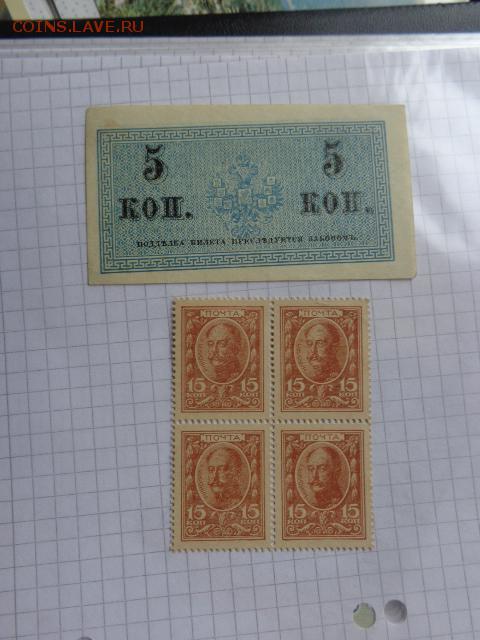 COINS.LAVE.RU
5 5
КОП. КОП.
ПОДДѢЛКА БИЛЕТА ПРЕСЛѢДУЕТСЯ ЗАКОНОМЪ.
ПОЧТА ПОЧТА
15 15 15 15
КОП КОП КОП КОП
ПОЧТА ПОЧТА
15 15 15 15
КОП КОП КОП КОП